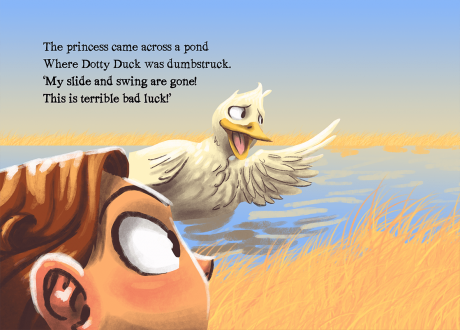 The princess came across a pond
Where Dotty Duck was dumbstruck.
‘My slide and swing are gone!
This is terrible bad luck!’